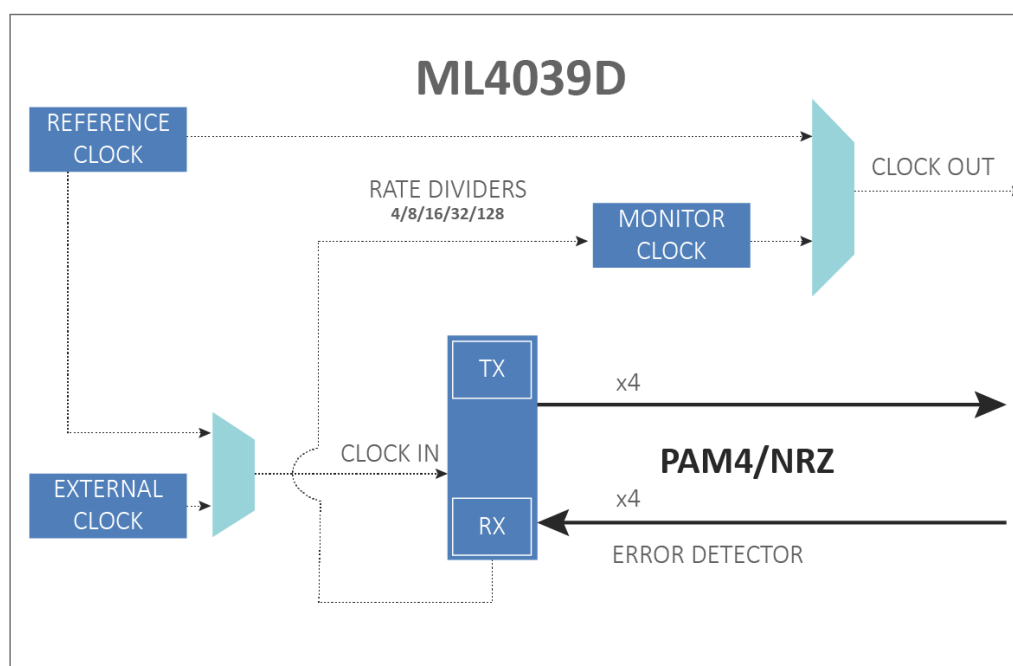 ML4039D
REFERENCE
CLOCK
CLOCK OUT
RATE DIVIDERS
4/8/16/32/128
MONITOR
CLOCK
TX
x4
CLOCK IN
PAM4/NRZ
EXTERNAL
CLOCK
x4
RX
ERROR DETECTOR